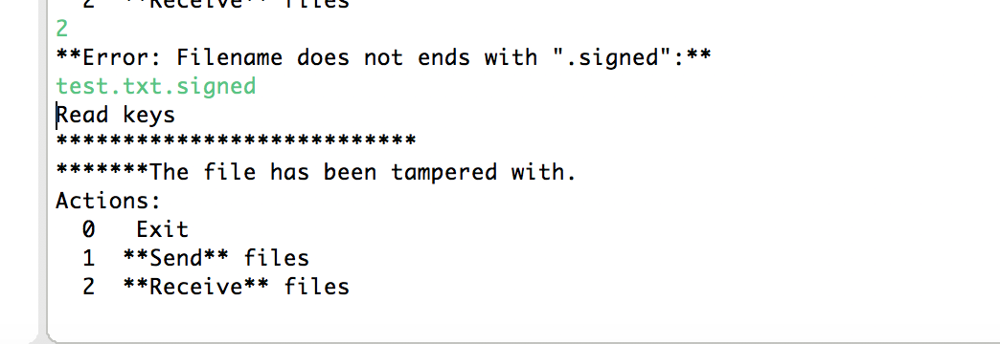 2  **Receive** files
2
**Error: Filename does not ends with ".signed":**
test.txt.signed
Read keys
***************************
*******The file has been tampered with.
Actions:
  0   Exit
  1  **Send** files
  2  **Receive** files